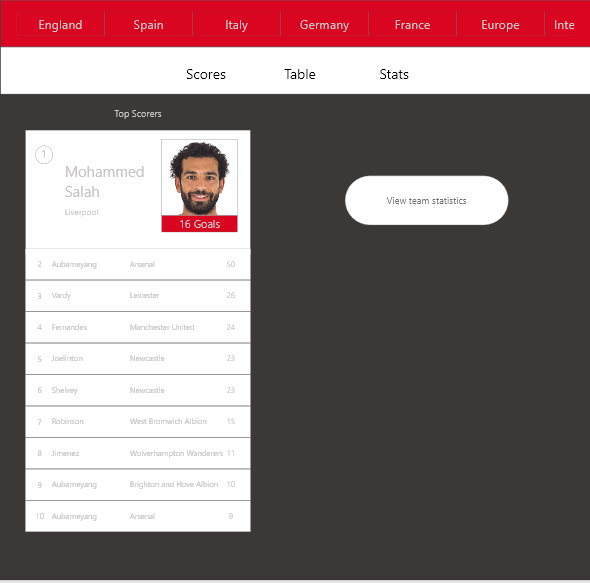 England Spain Italy Germany France Europe Inte
Scores Table Stats
Top Scorers
1
Mohammed
Salah
Liverpool
16 Goals
View team statistics
2 Aubameyang Arsenal 50
3 Vardy Leicester 26
4 Fernandes Manchester United 24
5 Joelinton Newcastle 23
6 Shelvey Newcastle 23
7 Robinson West Bromwich Albion 15
8 Jimenez Wolverhampton Wanderers 11
9 Aubameyang Brighton and Hove Albion 10
10 Aubameyang Arsenal 9